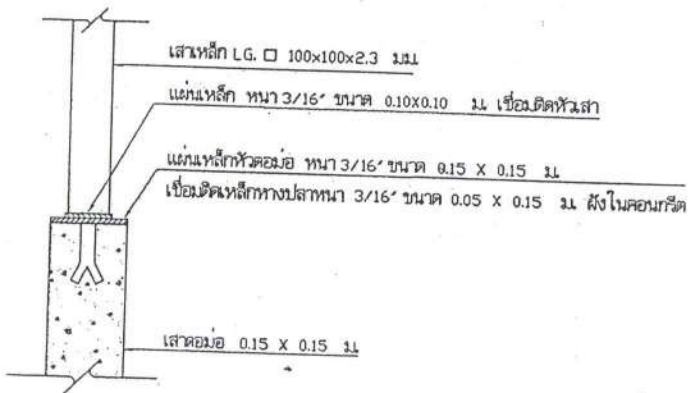 เสาเหล็ก LG. □ 100x100x2.3 มม.
แผ่นเหล็ก หนา 3/16" ขนาด 0.10X0.10 ม. เชื่อมติดหัวเสา
แผ่นเหล็กหัวตอม่อ หนา 3/16" ขนาด 0.15 X 0.15 ม.
เชื่อมติดเหล็กหางปลาหนา 3/16" ขนาด 0.05 X 0.15 ม. ฝังในคอนกรีต
เสาตอม่อ 0.15 X 0.15 ม.